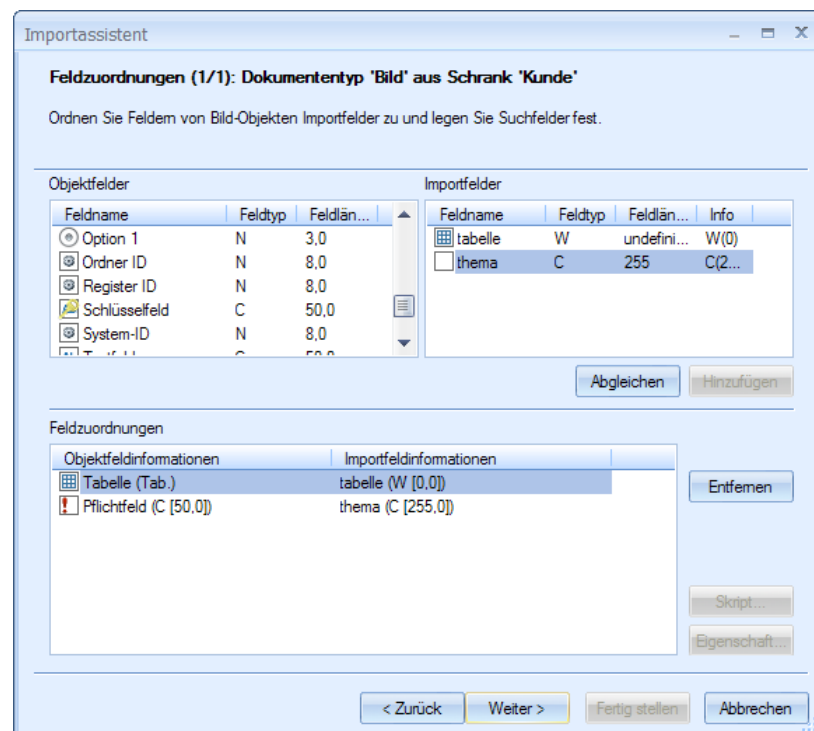 Importassistent
Feldzuordnungen (1/1): Dokumententyp 'Bild' aus Schrank 'Kunde'
Ordnen Sie Feldern von Bild-Objekten Importfelder zu und legen Sie Suchfelder fest.
Objektfelder
Feldname Feldtyp Feldlän...
Option 1 N 3,0
Ordner ID N 8,0
Register ID N 8,0
Schlüsselfeld C 50,0
System-ID N 8,0
Importfelder
Feldname Feldtyp Feldlän... Info
tabelle W undefini... W(0)
thema C 255 C(2...
Abgleichen Hinzufügen
Feldzuordnungen
Objektfeldinformationen Importfeldinformationen
Tabelle (Tab.) tabelle (W [0,0])
Pflichtfeld (C [50,0]) thema (C [255,0])
Entfernen
Skript...
Eigenschaft...
< Zurück Weiter > Fertig stellen Abbrechen